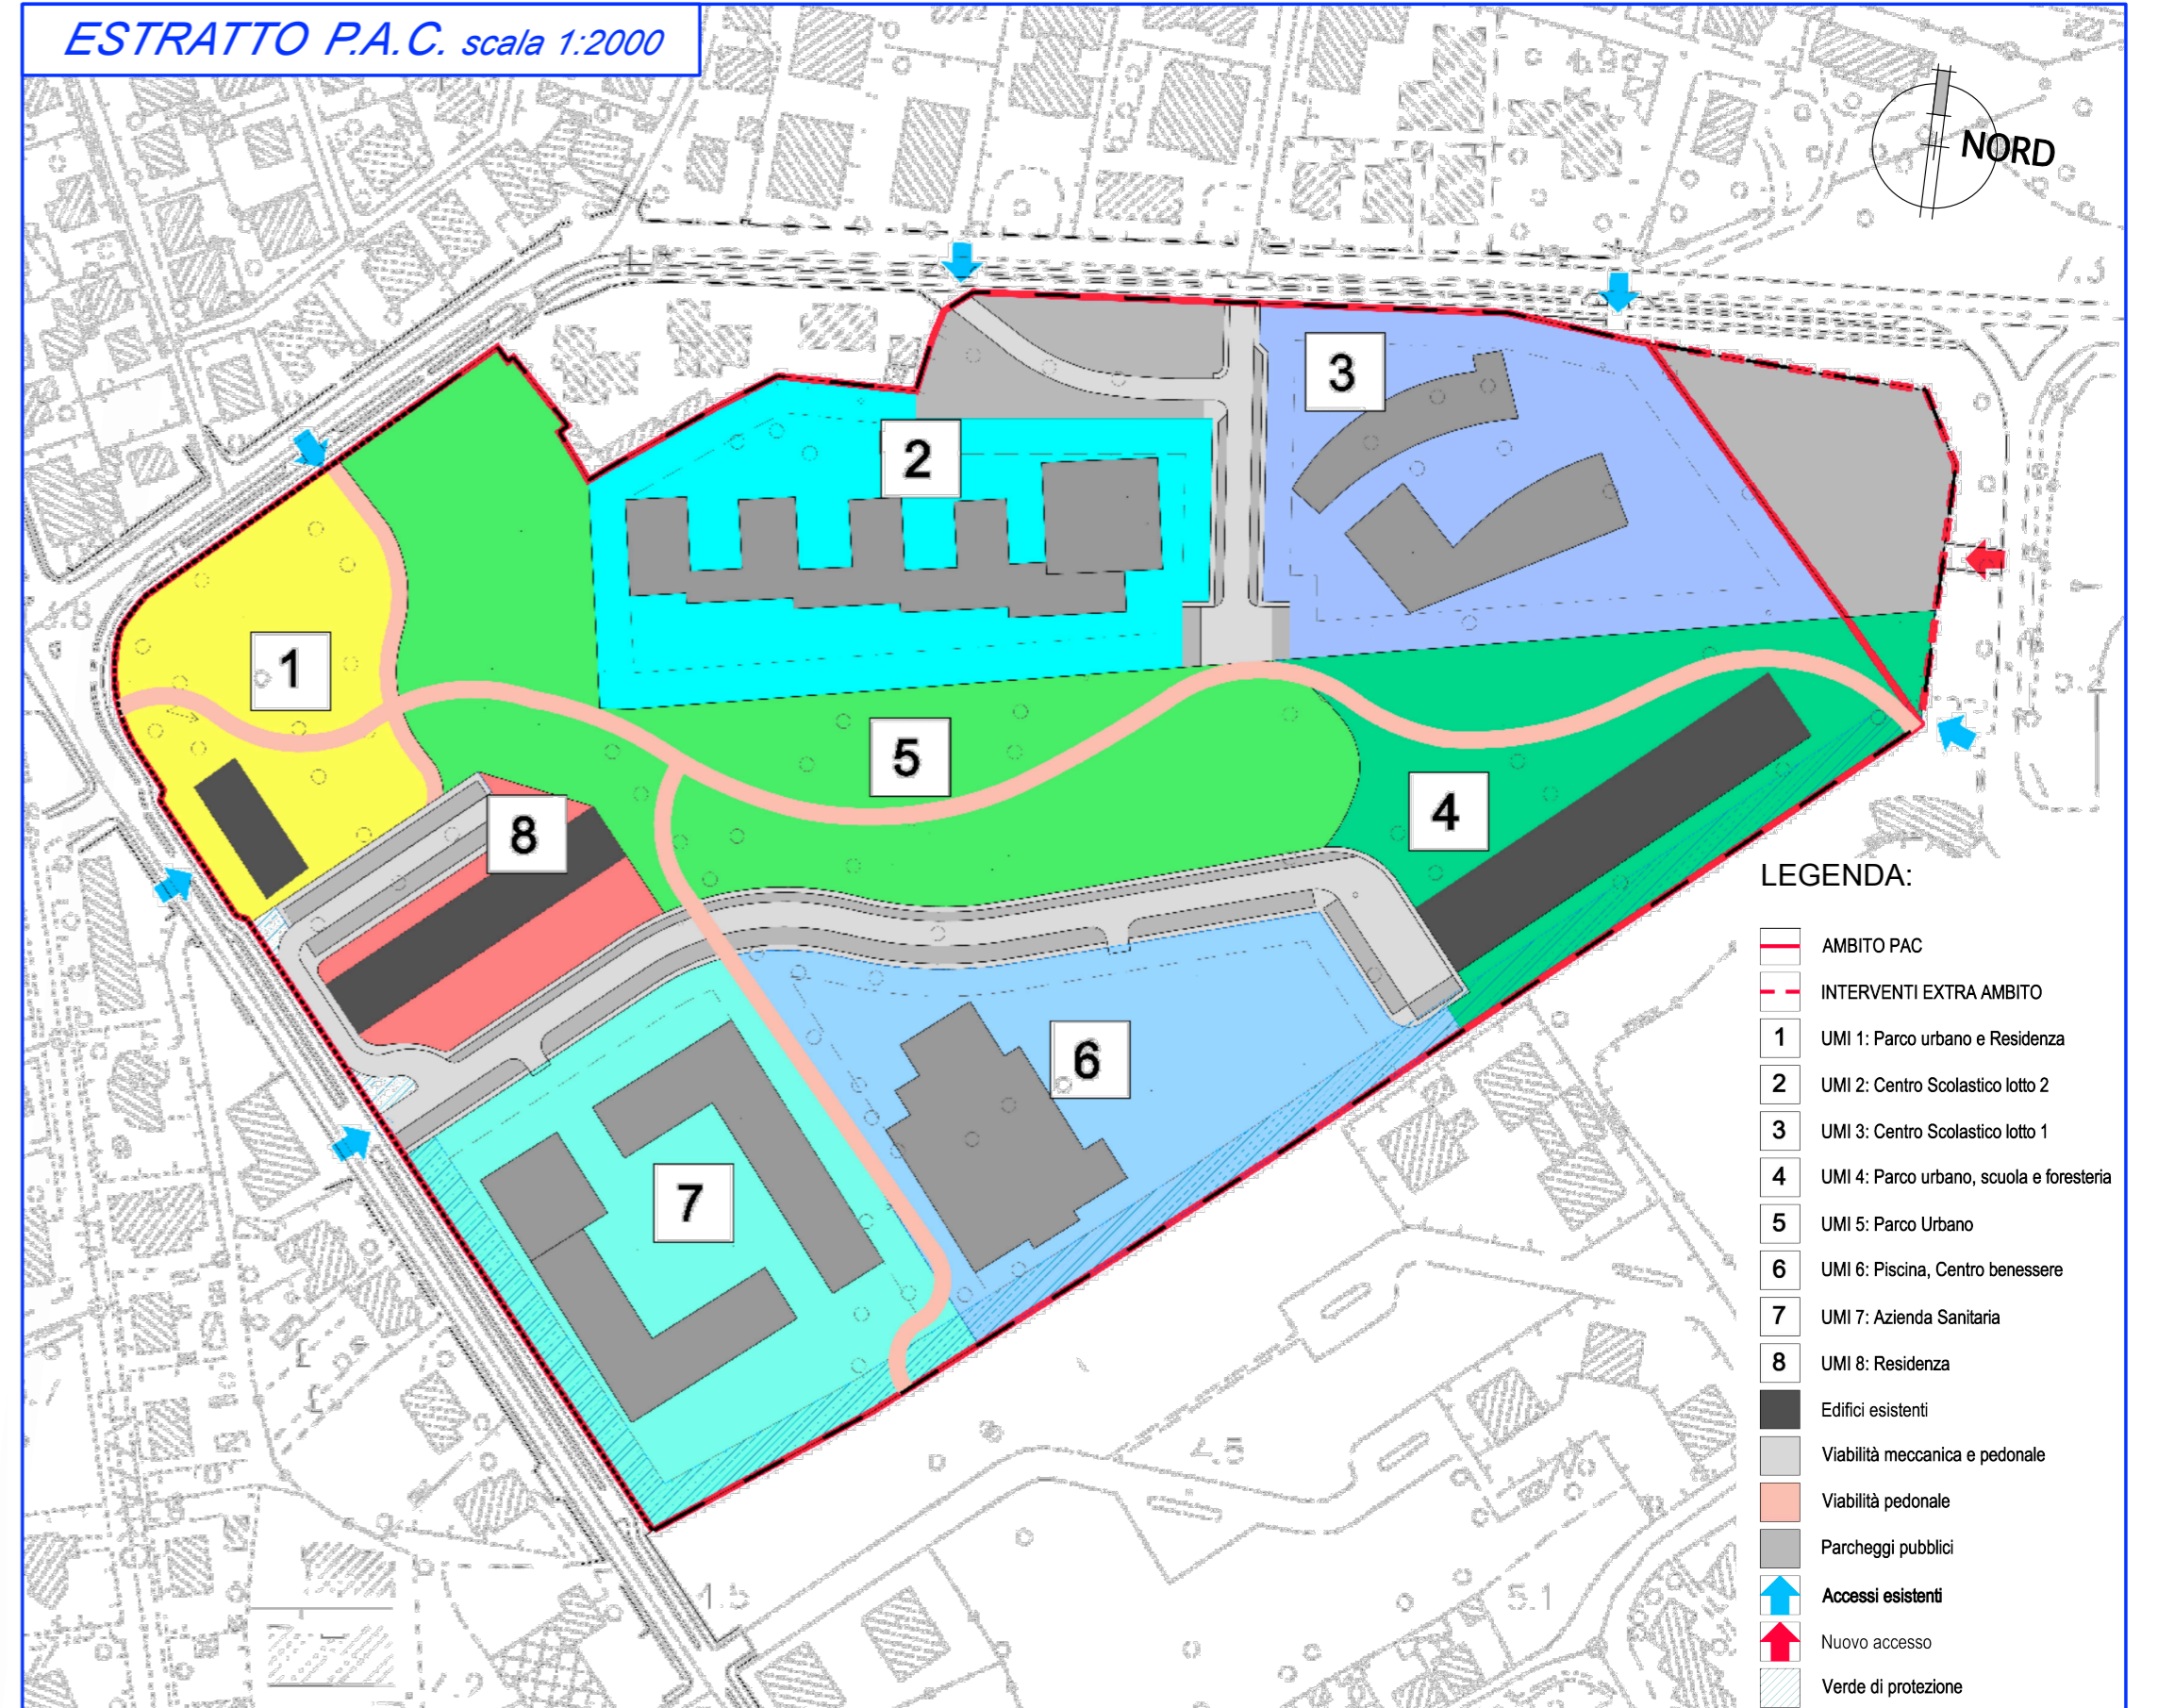 ESTRATTO P.A.C. scala 1:2000
NORD
3
2
1
5
4
8
6
7
4.5
5.1
LEGENDA:
AMBITO PAC
INTERVENTI EXTRA AMBITO
1 UMI 1: Parco urbano e Residenza
2 UMI 2: Centro Scolastico lotto 2
3 UMI 3: Centro Scolastico lotto 1
4 UMI 4: Parco urbano, scuola e foresteria
5 UMI 5: Parco Urbano
6 UMI 6: Piscina, Centro benessere
7 UMI 7: Azienda Sanitaria
8 UMI 8: Residenza
Edifici esistenti
Viabilità meccanica e pedonale
Viabilità pedonale
Parcheggi pubblici
Accessi esistenti
Nuovo accesso
Verde di protezione